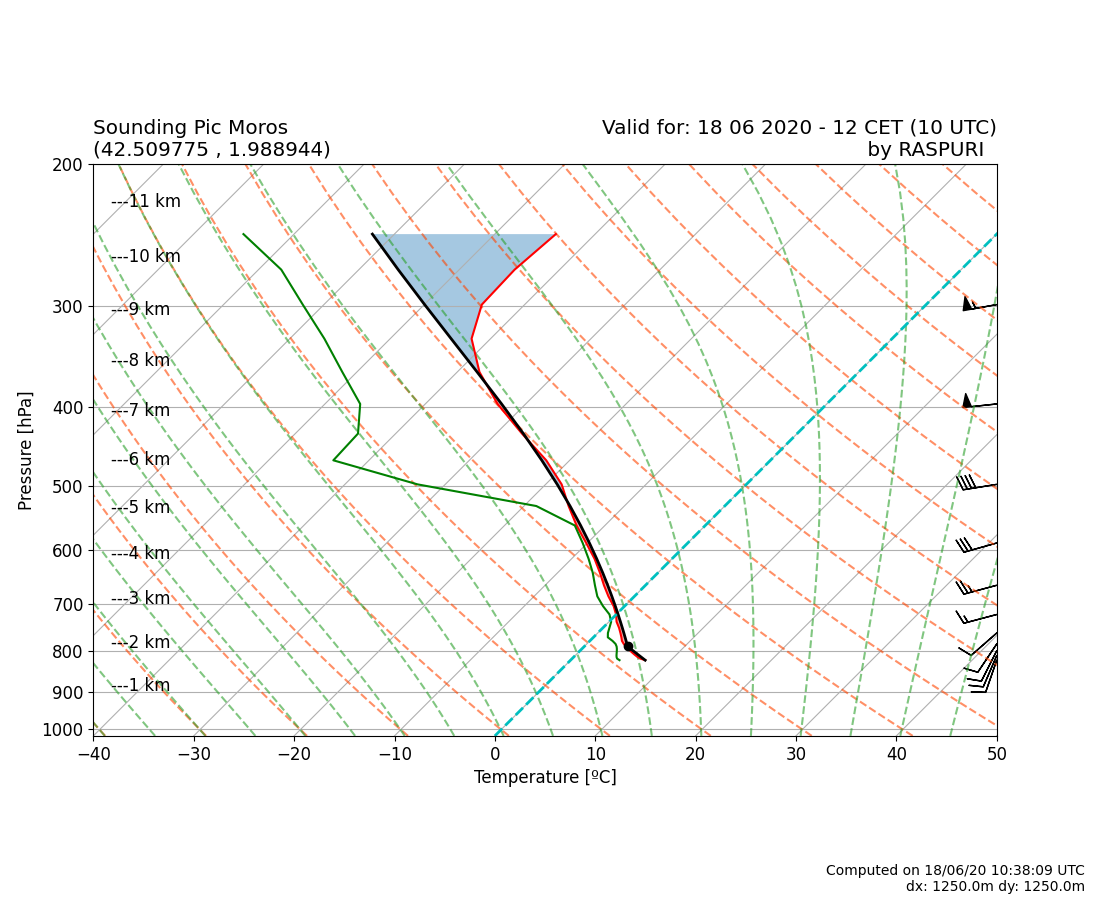 Sounding Pic Moros
(42.509775 , 1.988944)
Valid for: 18 06 2020 - 12 CET (10 UTC)
by RASPURI
200
300
400
500
600
700
800
900
1000
Pressure [hPa]
---11 km
---10 km
---9 km
---8 km
---7 km
---6 km
---5 km
---4 km
---3 km
---2 km
---1 km
−40 −30 −20 −10 0 10 20 30 40 50
Temperature [ºC]
Computed on 18/06/20 10:38:09 UTC
dx: 1250.0m dy: 1250.0m